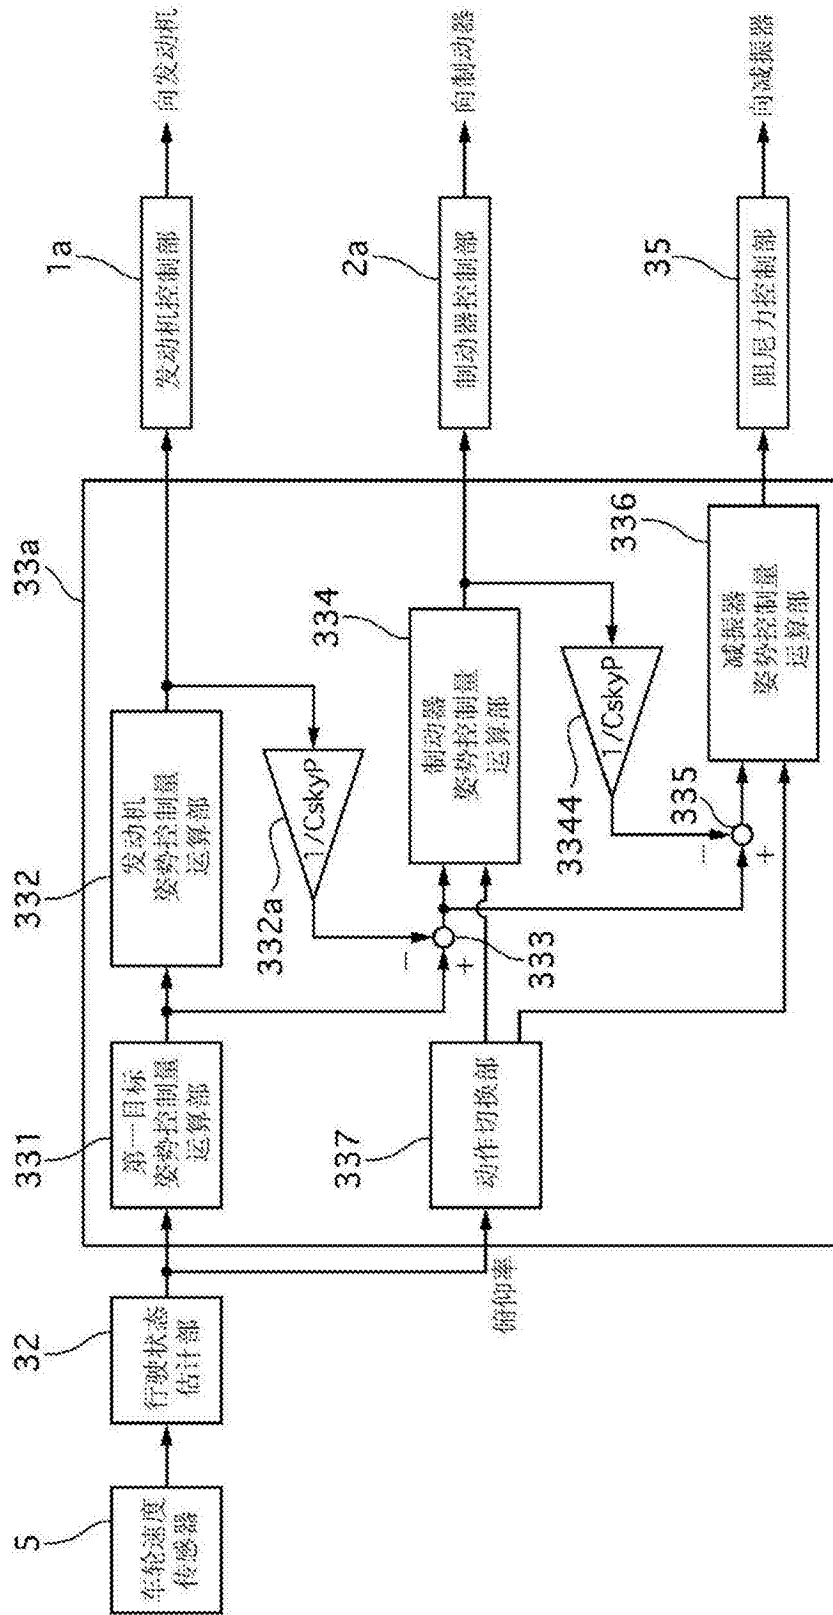 5
车轮速度
传感器
32
行驶状态
估计部
俯仰率
33a
331
第一目标
姿势控制量
运算部
332
发动机
姿势控制量
运算部
332a
1/CskyP
1a
发动机控制部
向发动机
337
动作切换部
333
−
+
334
制动器
姿势控制量
运算部
3344
1/CskyP
2a
制动器控制部
向制动器
335
−
+
336
减振器
姿势控制量
运算部
35
阻尼力控制部
向减振器